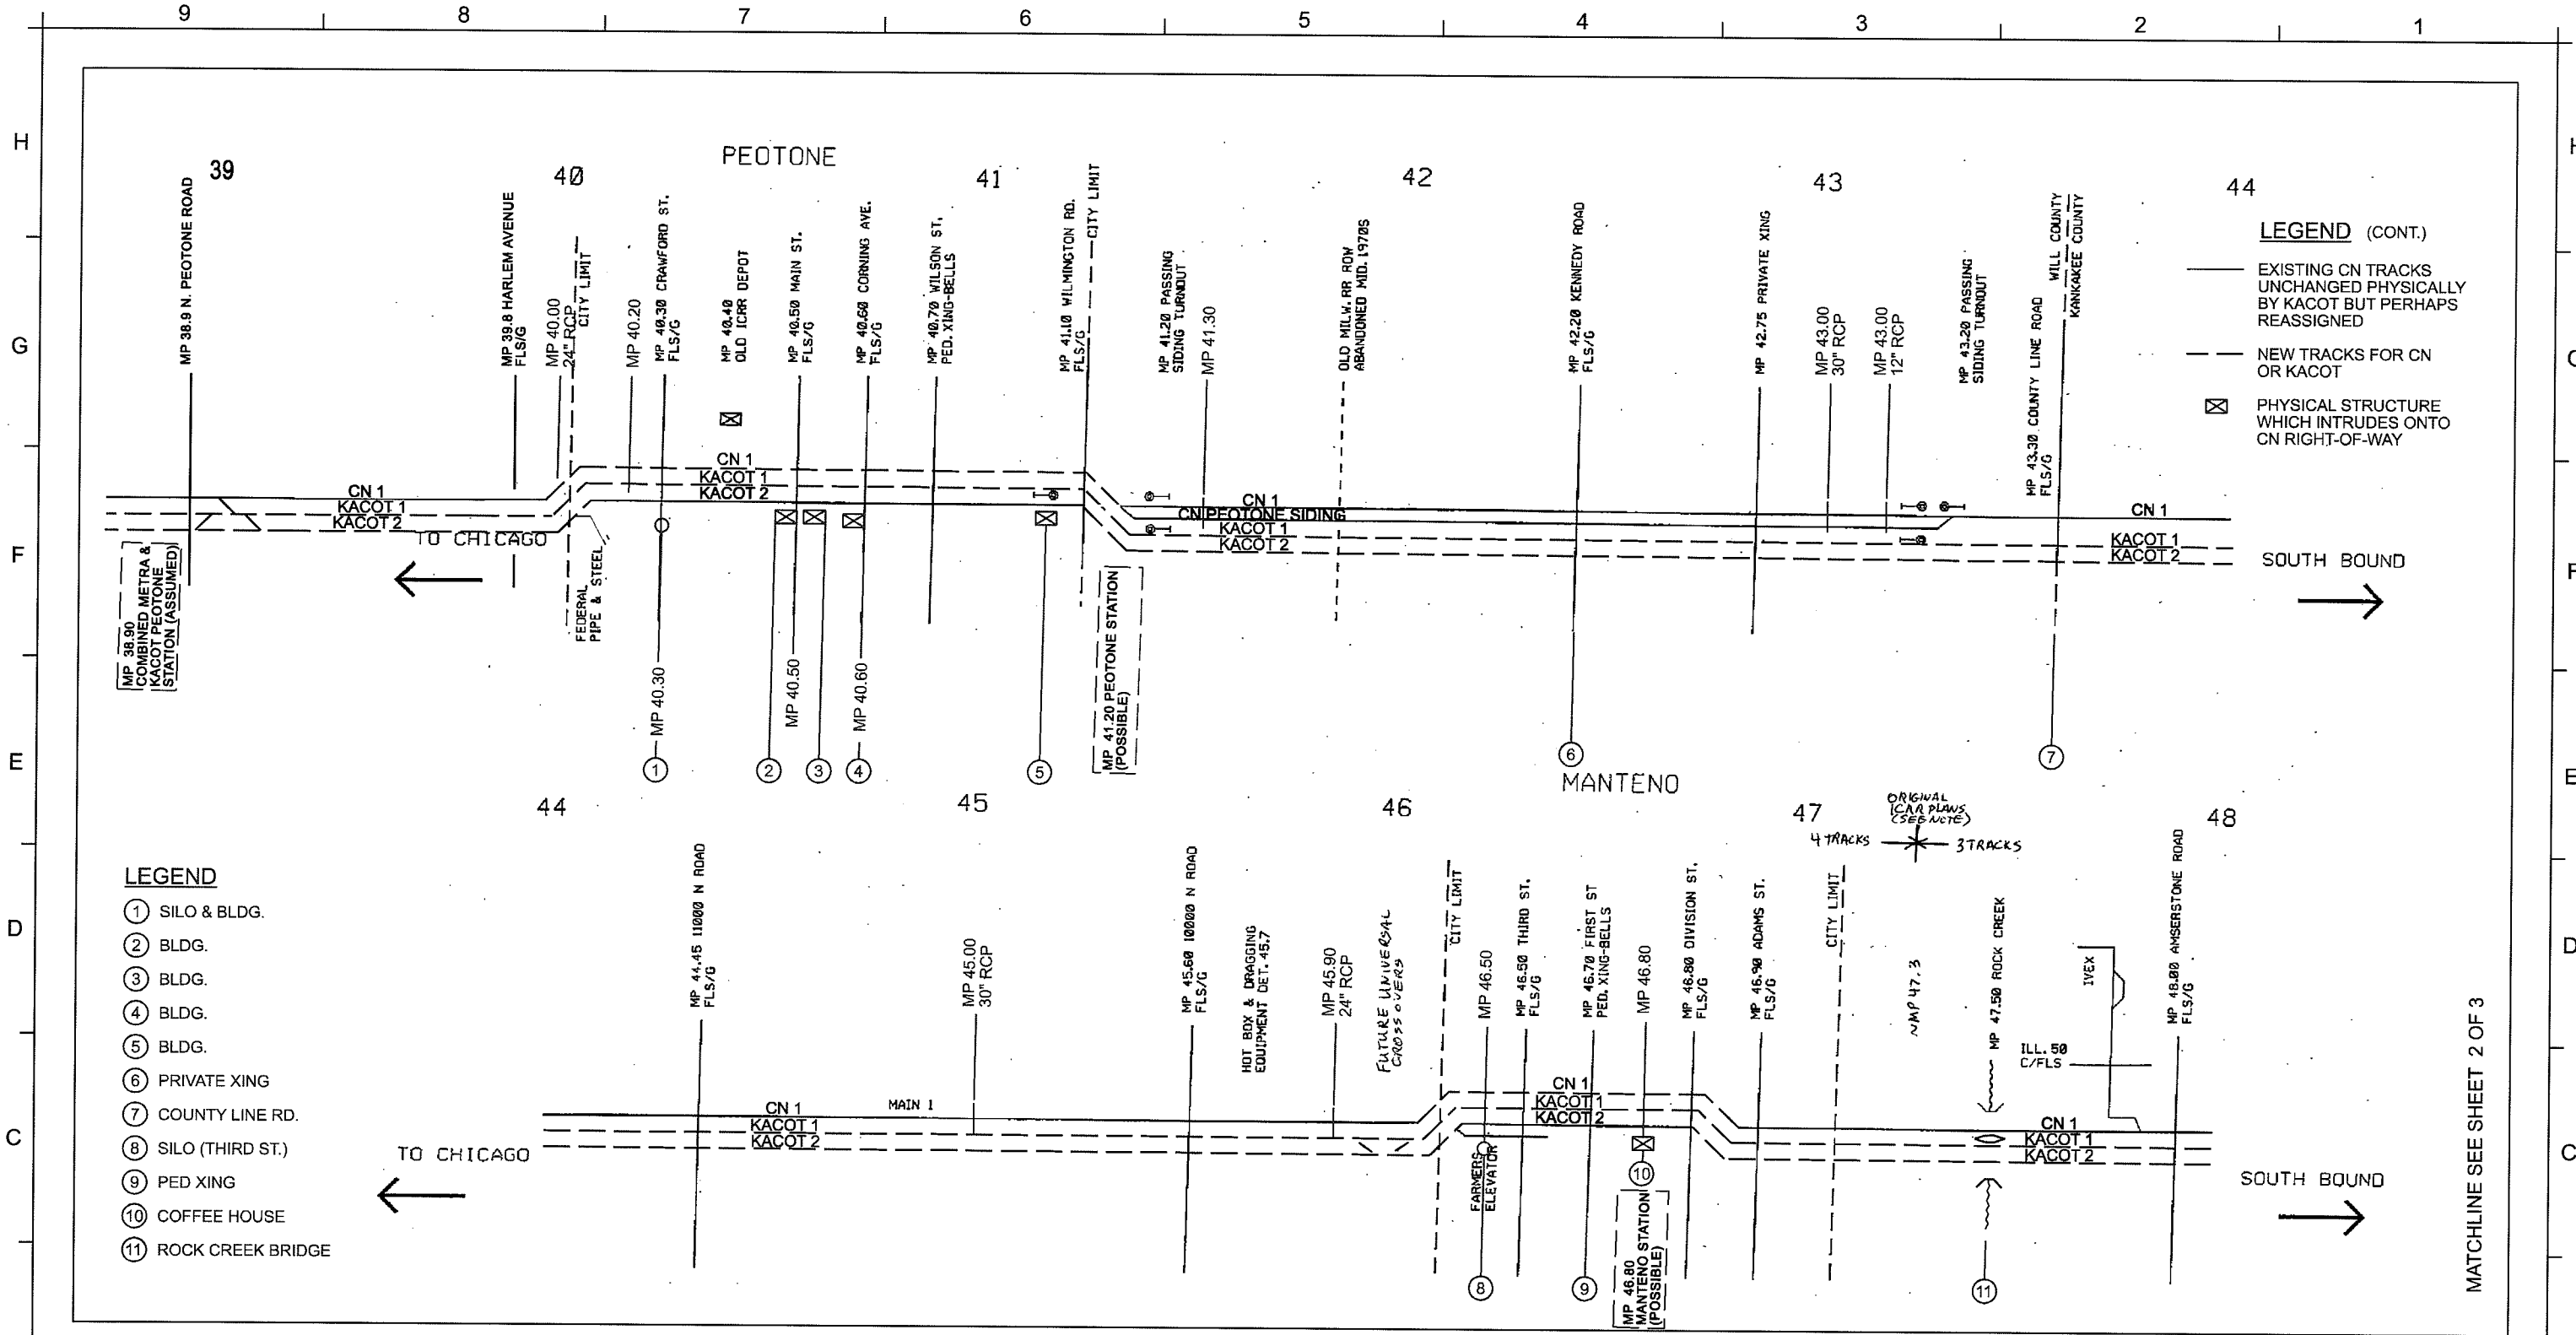 9 8 7 6 5 4 3 2 1
H
G
F
E
D
C
H
G
F
E
D
C
PEOTONE
39 40 41 42 43 44
MP 38.9 N. PEOTONE ROAD
MP 39.8 HARLEM AVENUE
FLS/G
MP 40.00
24" RCP
CITY LIMIT
MP 40.20
MP 40.30 CRAWFORD ST.
FLS/G
MP 40.40
OLD ICRR DEPOT
MP 40.50 MAIN ST.
FLS/G
MP 40.60 CORNING AVE.
FLS/G
MP 40.70 WILSON ST.
PED.XING-BELLS
MP 41.10 WILMINGTON RD.
FLS/G
CITY LIMIT
MP 41.20 PASSING
SIDING TURNOUT
MP 41.30
OLD MILW.RR ROW
ABANDONED MID.1970S
MP 42.20 KENNEDY ROAD
FLS/G
MP 42.75 PRIVATE XING
MP 43.00
30" RCP
MP 43.00
12" RCP
MP 43.20 PASSING
SIDING TURNOUT
MP 43.30 COUNTY LINE ROAD
FLS/G
WILL COUNTY
KANKAKEE COUNTY
LEGEND (CONT.)
EXISTING CN TRACKS
UNCHANGED PHYSICALLY
BY KACOT BUT PERHAPS
REASSIGNED
NEW TRACKS FOR CN
OR KACOT
PHYSICAL STRUCTURE
WHICH INTRUDES ONTO
CN RIGHT-OF-WAY
CN 1
KACOT 1
KACOT 2
CN 1
KACOT 1
KACOT 2
CN 1
CN PEOTONE SIDING
KACOT 1
KACOT 2
CN 1
KACOT 1
KACOT 2
TO CHICAGO
SOUTH BOUND
MP 38.90
COMBINED METRA &
KACOT PEOTONE
STATION (ASSUMED)
FEDERAL
PIPE & STEEL
MP 40.30
MP 40.50
MP 40.60
MP 41.20 PEOTONE STATION
(POSSIBLE)
1 2 3 4 5 6 7
MANTENO
44 45 46 47 48
ORIGINAL
ICRR PLANS
(SEE NOTE)
4 TRACKS
3 TRACKS
LEGEND
1 SILO & BLDG.
2 BLDG.
3 BLDG.
4 BLDG.
5 BLDG.
6 PRIVATE XING
7 COUNTY LINE RD.
8 SILO (THIRD ST.)
9 PED XING
10 COFFEE HOUSE
11 ROCK CREEK BRIDGE
MP 44.45 11000 N ROAD
FLS/G
MP 45.00
30" RCP
MP 45.60 10000 N ROAD
FLS/G
HOT BOX & DRAGGING
EQUIPMENT DET. 45.7
MP 45.90
24" RCP
FUTURE UNIVERSAL
CROSSOVERS
CITY LIMIT
MP 46.50
MP 46.60 THIRD ST.
FLS/G
MP 46.70 FIRST ST
PED.XING-BELLS
MP 46.80
MP 46.80 DIVISION ST.
FLS/G
MP 46.90 ADAMS ST.
FLS/G
CITY LIMIT
~MP 47.3
MP 47.50 ROCK CREEK
IVEX
ILL. 50
C/FLS
MP 48.00 AMSERSTONE ROAD
FLS/G
CN 1
MAIN 1
KACOT 1
KACOT 2
CN 1
KACOT 1
KACOT 2
CN 1
KACOT 1
KACOT 2
TO CHICAGO
SOUTH BOUND
FARMERS
ELEVATOR
MP 46.80
MANTENO STATION
(POSSIBLE)
8 9 10 11
MATCHLINE SEE SHEET 2 OF 3